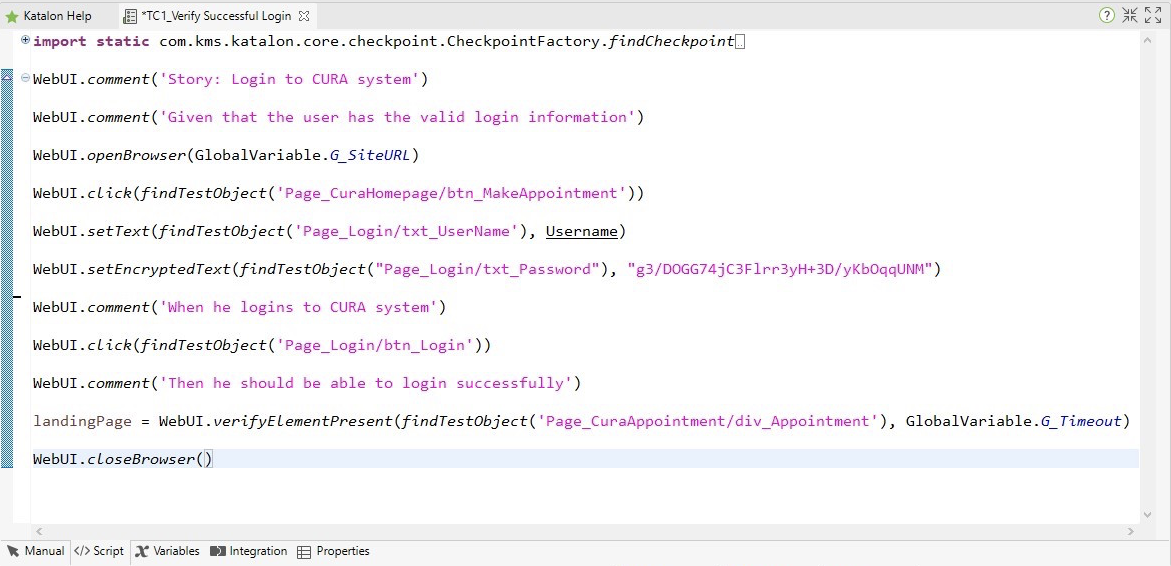 Katalon Help
*TC1_Verify Successful Login
import static com.kms.katalon.core.checkpoint.CheckpointFactory.findCheckpoint
WebUI.comment('Story: Login to CURA system')
WebUI.comment('Given that the user has the valid login information')
WebUI.openBrowser(GlobalVariable.G_SiteURL)
WebUI.click(findTestObject('Page_CuraHomepage/btn_MakeAppointment'))
WebUI.setText(findTestObject('Page_Login/txt_UserName'), Username)
WebUI.setEncryptedText(findTestObject("Page_Login/txt_Password"), "g3/DOGG74jC3Flrr3yH+3D/yKbOqqUNM")
WebUI.comment('When he logins to CURA system')
WebUI.click(findTestObject('Page_Login/btn_Login'))
WebUI.comment('Then he should be able to login successfully')
landingPage = WebUI.verifyElementPresent(findTestObject('Page_CuraAppointment/div_Appointment'), GlobalVariable.G_Timeout)
WebUI.closeBrowser()
Manual </> Script Variables Integration Properties